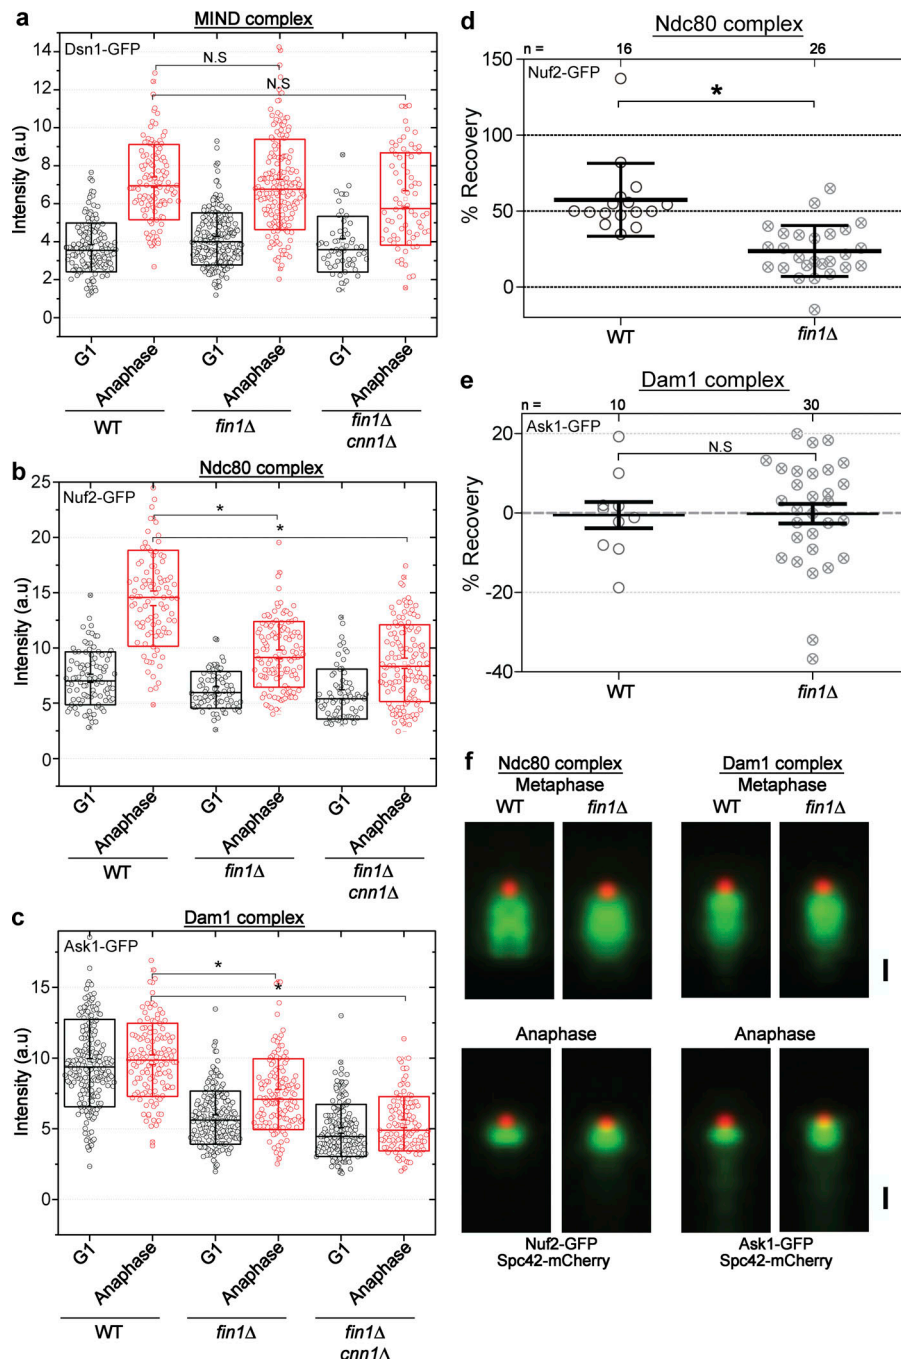 a
MIND complex
Dsn1-GFP
N.S
N.S
Intensity (a.u)
14
12
10
8
6
4
2
0
G1
Anaphase
G1
Anaphase
G1
Anaphase
WT
fin1Δ
fin1Δ
cnn1Δ
b
Ndc80 complex
Nuf2-GFP
*
*
Intensity (a.u)
25
20
15
10
5
0
G1
Anaphase
G1
Anaphase
G1
Anaphase
WT
fin1Δ
fin1Δ
cnn1Δ
c
Dam1 complex
Ask1-GFP
*
*
Intensity (a.u)
15
10
5
0
G1
Anaphase
G1
Anaphase
G1
Anaphase
WT
fin1Δ
fin1Δ
cnn1Δ
d
Ndc80 complex
n = 16 26
Nuf2-GFP
*
% Recovery
150
100
50
0
WT
fin1Δ
e
Dam1 complex
n = 10 30
Ask1-GFP
N.S
% Recovery
20
0
-20
-40
WT
fin1Δ
f
Ndc80 complex
Metaphase
WT fin1Δ
Dam1 complex
Metaphase
WT fin1Δ
Anaphase
Anaphase
Nuf2-GFP
Spc42-mCherry
Ask1-GFP
Spc42-mCherry